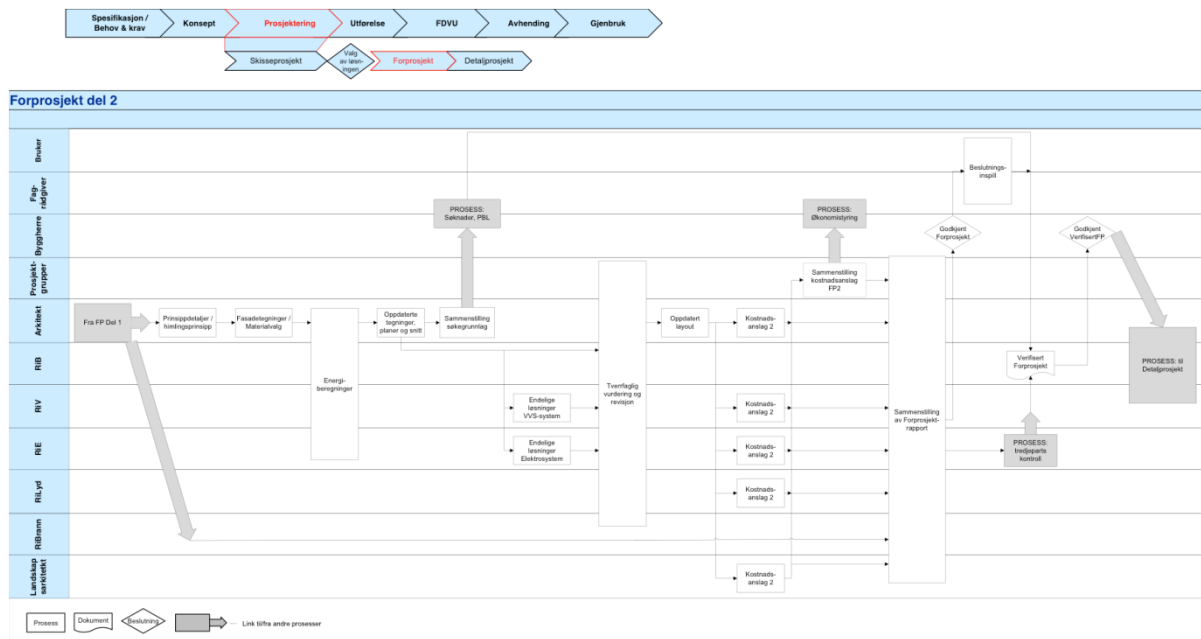 Spesifikasjon /
Behov & krav
Konsept
Prosjektering
Utførelse
FDVU
Avhending
Gjenbruk
Skisseprosjekt
Valg
av løsn-
ingen
Forprosjekt
Detaljprosjekt
Forprosjekt del 2
Bruker
Fag-
rådgiver
Byggherre
Prosjekt-
grupper
Arkitekt
RiB
RiV
RiE
RiLyd
RiBrann
Landskap
sarkitetkt
Fra FP Del 1
Prinsippdetaljer /
himlingsprinsipp
Fasadetegninger /
Materialvalg
Energi-
beregninger
Oppdaterte
tegninger,
planer og snitt
Sammenstilling
søkegrunnlag
PROSESS:
Søknader, PBL
Endelige
løsninger
VVS-system
Endelige
løsninger
Elektrosystem
Tverrfaglig
vurdering og
revisjon
Oppdatert
layout
Kostnads-
anslag 2
Kostnads-
anslag 2
Kostnads-
anslag 2
Kostnads-
anslag 2
Kostnads-
anslag 2
PROSESS:
Økonomistyring
Sammenstilling
kostnadsanslag
FP2
Sammenstilling
av Forprosjekt-
rapport
Godkjent
Forprosjekt
Beslutnings-
innspill
Verifisert
Forprosjekt
PROSESS:
tredjeparts
kontroll
Godkjent
VerifisertFP
PROSESS: til
Detaljprosjekt
Prosess
Dokument
Beslutning
Link til/fra andre prosesser